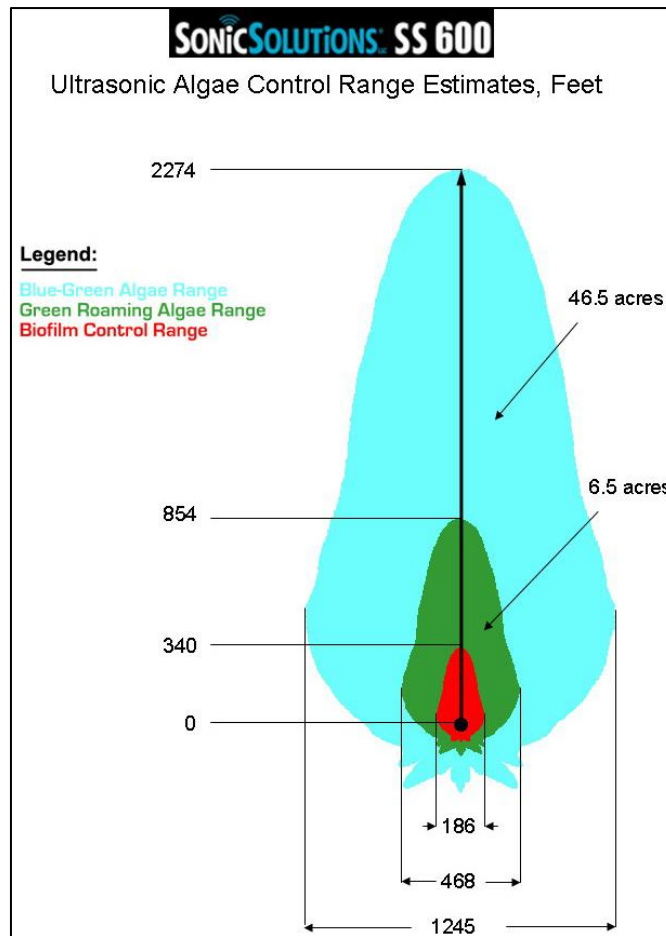 SONICSOLUTIONS LLC SS 600
Ultrasonic Algae Control Range Estimates, Feet
2274
Legend:
Blue-Green Algae Range
Green Roaming Algae Range
Biofilm Control Range
46.5 acres
6.5 acres
854
340
0
186
468
1245